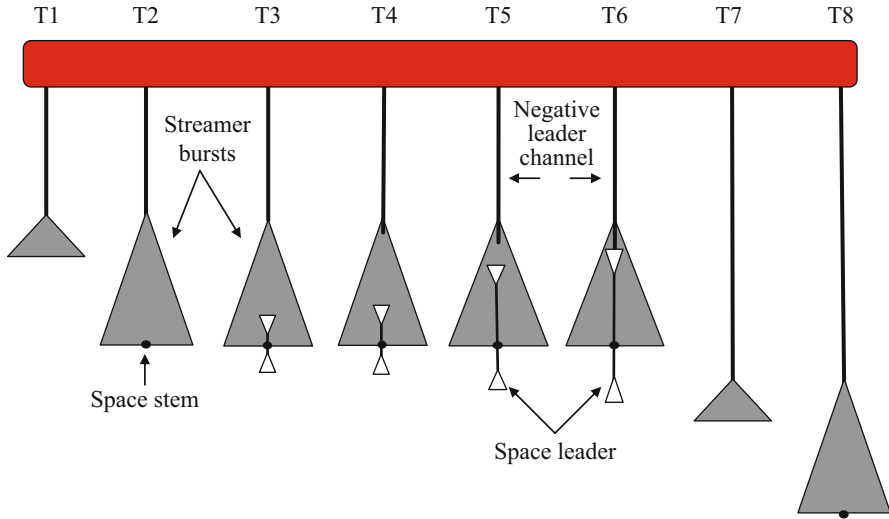 T1 T2 T3 T4 T5 T6 T7 T8
Streamer
bursts
Negative
leader
channel
Space stem
Space leader